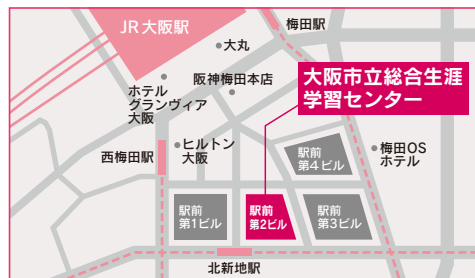 JR大阪駅
梅田駅
大丸
阪神梅田本店
ホテル
グランヴィア
大阪
大阪市立総合生涯
学習センター
西梅田駅
ヒルトン
大阪
駅前
第4ビル
梅田OS
ホテル
駅前
第1ビル
駅前
第2ビル
駅前
第3ビル
北新地駅